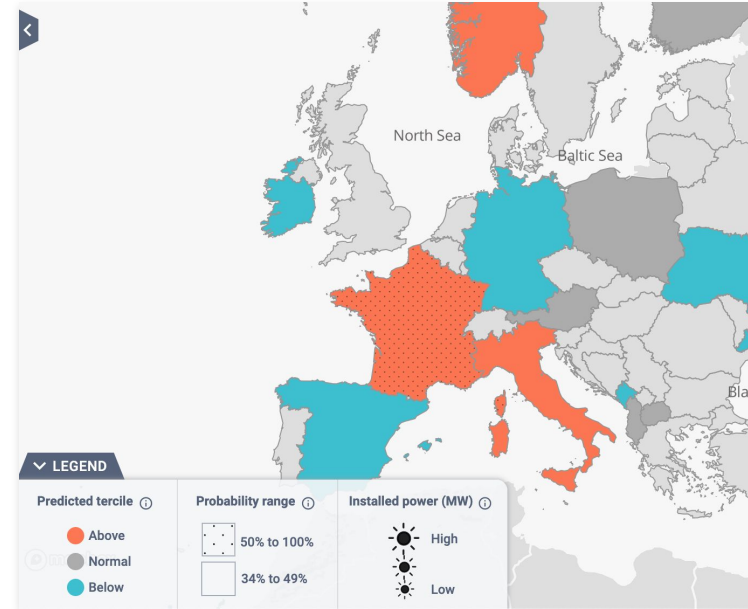 North Sea
Baltic Sea
Bla
LEGEND
Predicted tercile
Above
Normal
Below
Probability range
50% to 100%
34% to 49%
Installed power (MW)
High
Low